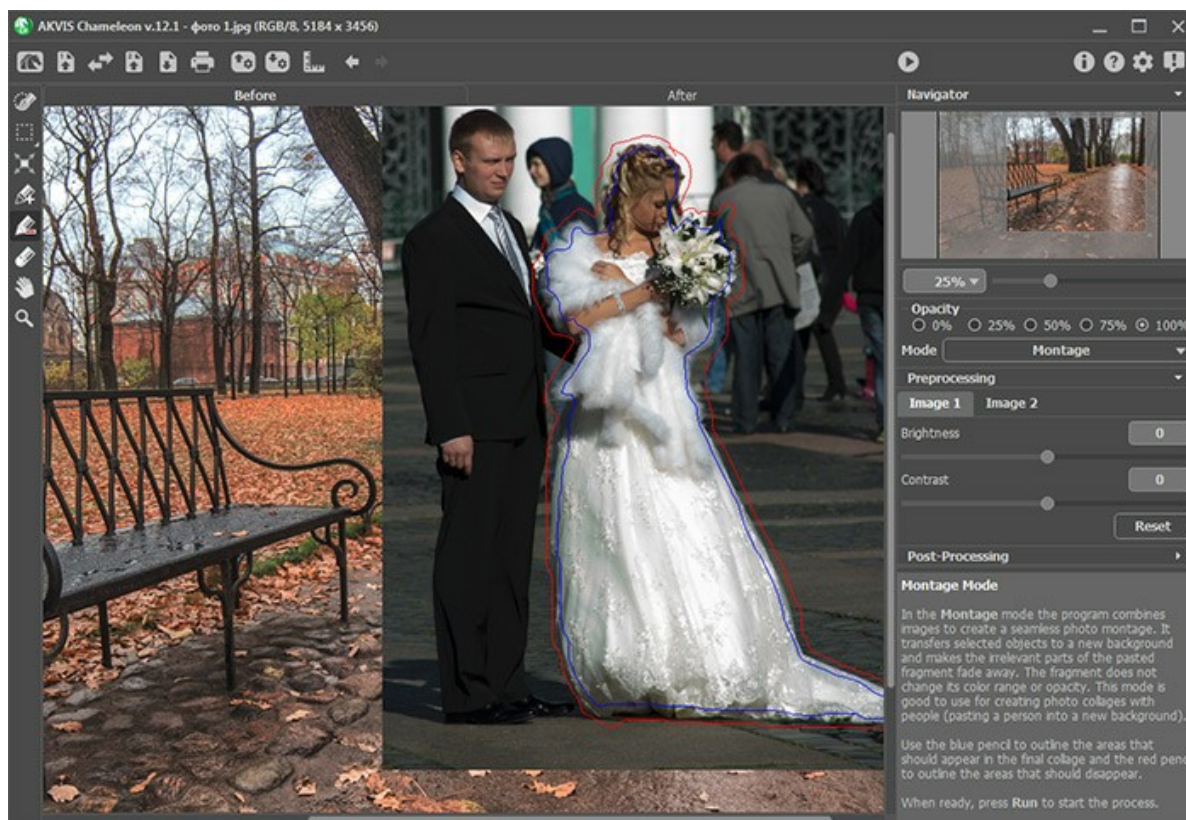 AKVIS Chameleon v.12.1 - фото 1.jpg (RGB/8, 5184 x 3456)
Before
After
Navigator
25%
Opacity
0% 25% 50% 75% 100%
Mode Montage
Preprocessing
Image 1 Image 2
Brightness 0
Contrast 0
Reset
Post-Processing
Montage Mode
In the Montage mode the program combines
images to create a seamless photo montage. It
transfers selected objects to a new background
and makes the irrelevant parts of the pasted
fragment fade away. The fragment does not
change its color range or opacity. This mode is
good to use for creating photo collages with
people (pasting a person into a new background).
Use the blue pencil to outline the areas that
should appear in the final collage and the red penc
to outline the areas that should disappear.
When ready, press Run to start the process.